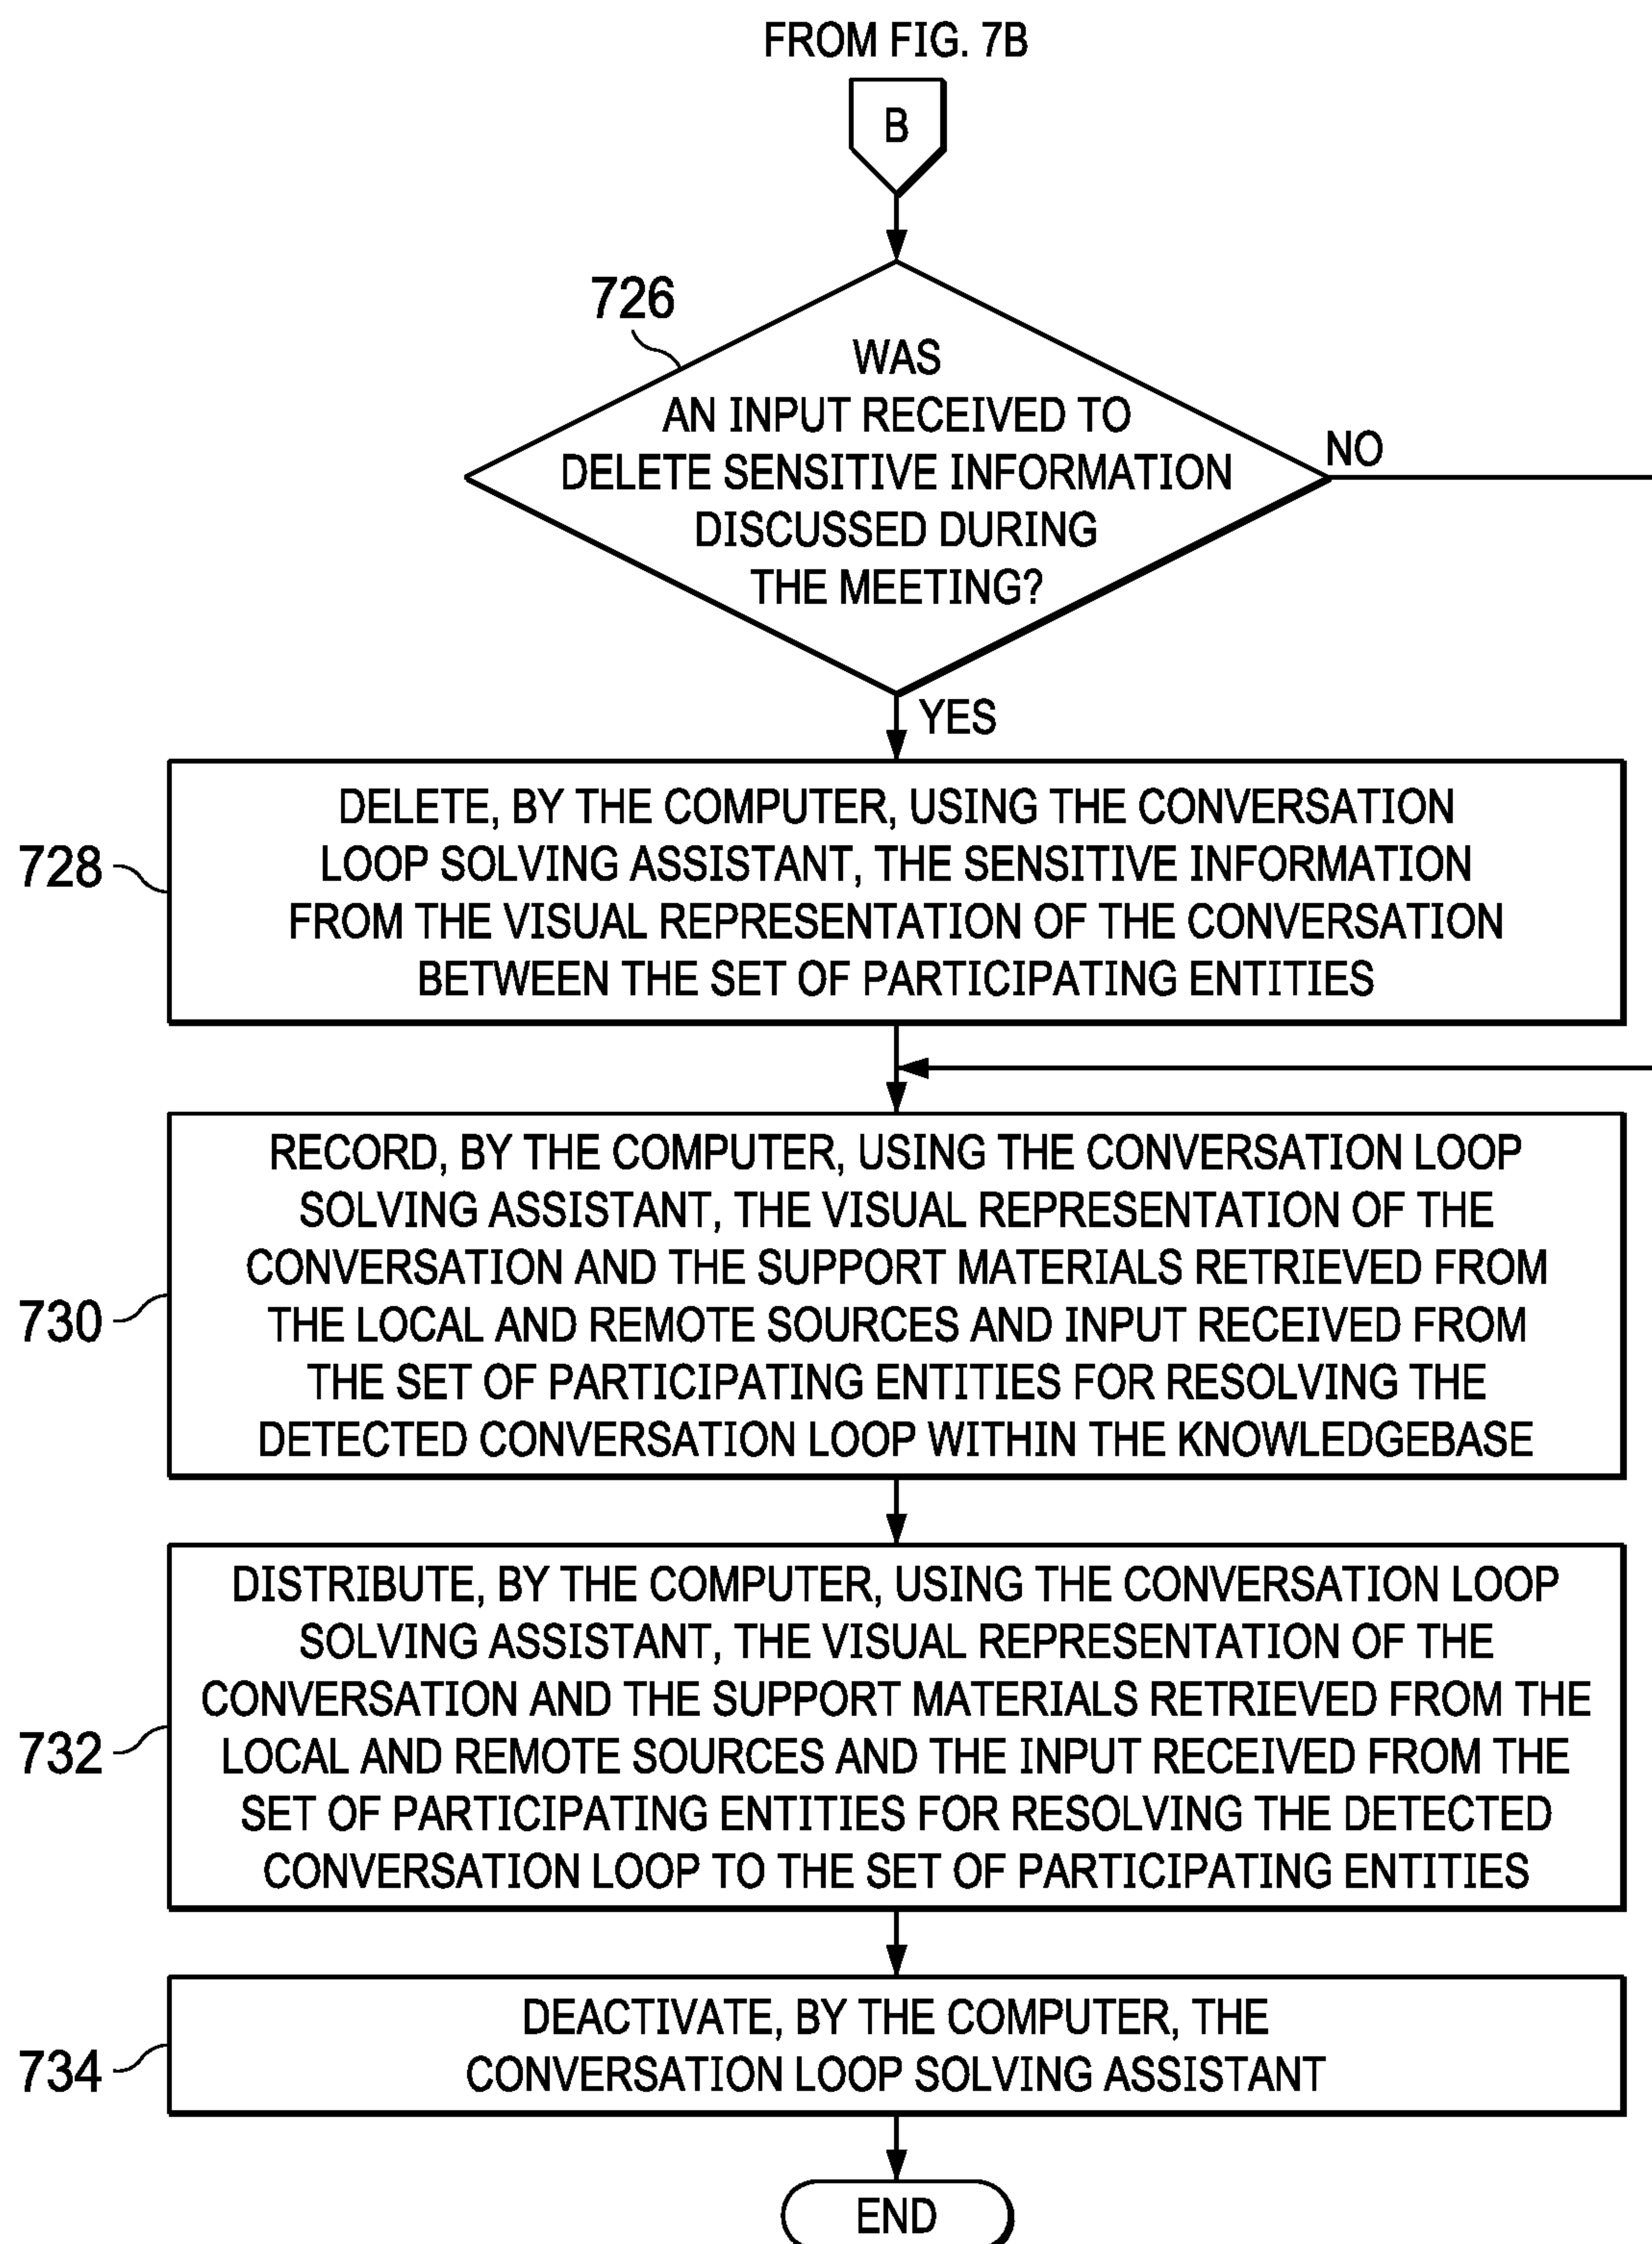 FROM FIG. 7B
B
726
WAS
AN INPUT RECEIVED TO
DELETE SENSITIVE INFORMATION
DISCUSSED DURING
THE MEETING?
NO
YES
728
DELETE, BY THE COMPUTER, USING THE CONVERSATION
LOOP SOLVING ASSISTANT, THE SENSITIVE INFORMATION
FROM THE VISUAL REPRESENTATION OF THE CONVERSATION
BETWEEN THE SET OF PARTICIPATING ENTITIES
730
RECORD, BY THE COMPUTER, USING THE CONVERSATION LOOP
SOLVING ASSISTANT, THE VISUAL REPRESENTATION OF THE
CONVERSATION AND THE SUPPORT MATERIALS RETRIEVED FROM
THE LOCAL AND REMOTE SOURCES AND INPUT RECEIVED FROM
THE SET OF PARTICIPATING ENTITIES FOR RESOLVING THE
DETECTED CONVERSATION LOOP WITHIN THE KNOWLEDGEBASE
732
DISTRIBUTE, BY THE COMPUTER, USING THE CONVERSATION LOOP
SOLVING ASSISTANT, THE VISUAL REPRESENTATION OF THE
CONVERSATION AND THE SUPPORT MATERIALS RETRIEVED FROM THE
LOCAL AND REMOTE SOURCES AND THE INPUT RECEIVED FROM THE
SET OF PARTICIPATING ENTITIES FOR RESOLVING THE DETECTED
CONVERSATION LOOP TO THE SET OF PARTICIPATING ENTITIES
734
DEACTIVATE, BY THE COMPUTER, THE
CONVERSATION LOOP SOLVING ASSISTANT
END